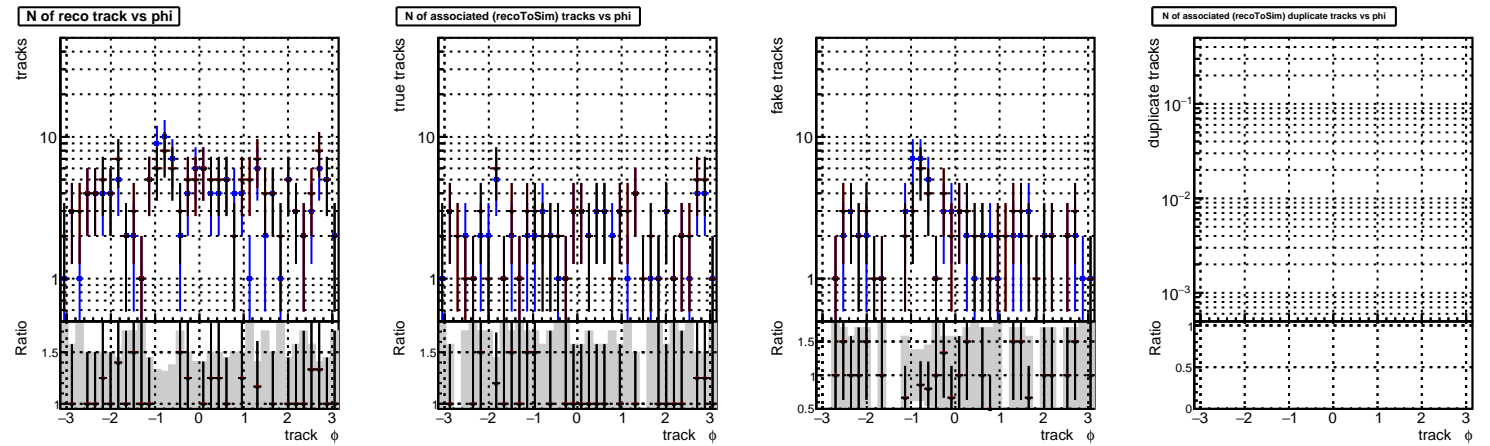 N of reco track vs phi
tracks
10
1
Ratio
1.5
1
−3 −2 −1 0 1 2 3
track ϕ
N of associated (recoToSim) tracks vs phi
true tracks
10
1
Ratio
1.5
1
−3 −2 −1 0 1 2 3
track ϕ
fake tracks
10
1
Ratio
1.5
1
0.5
−3 −2 −1 0 1 2 3
track ϕ
N of associated (recoToSim) duplicate tracks vs phi
duplicate tracks
10⁻¹
10⁻²
10⁻³
Ratio
1
0.5
0
−3 −2 −1 0 1 2 3
track ϕ